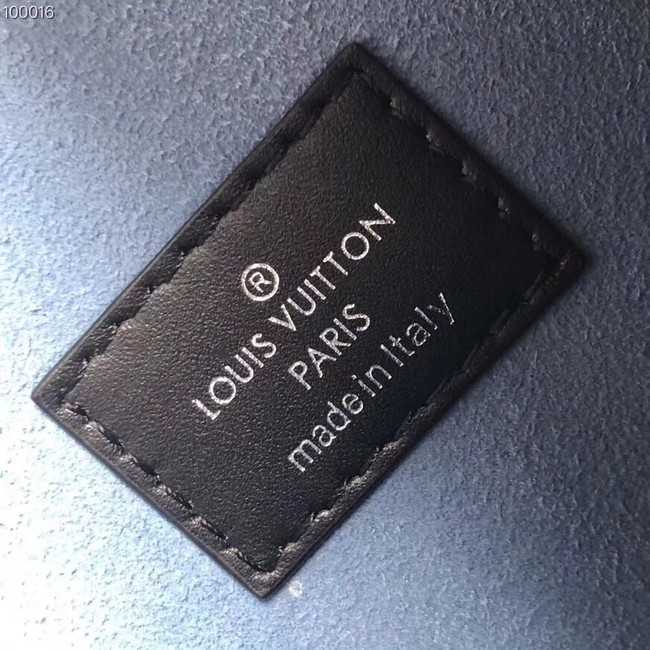 100016
®
LOUIS VUITTON
PARIS
made in Italy